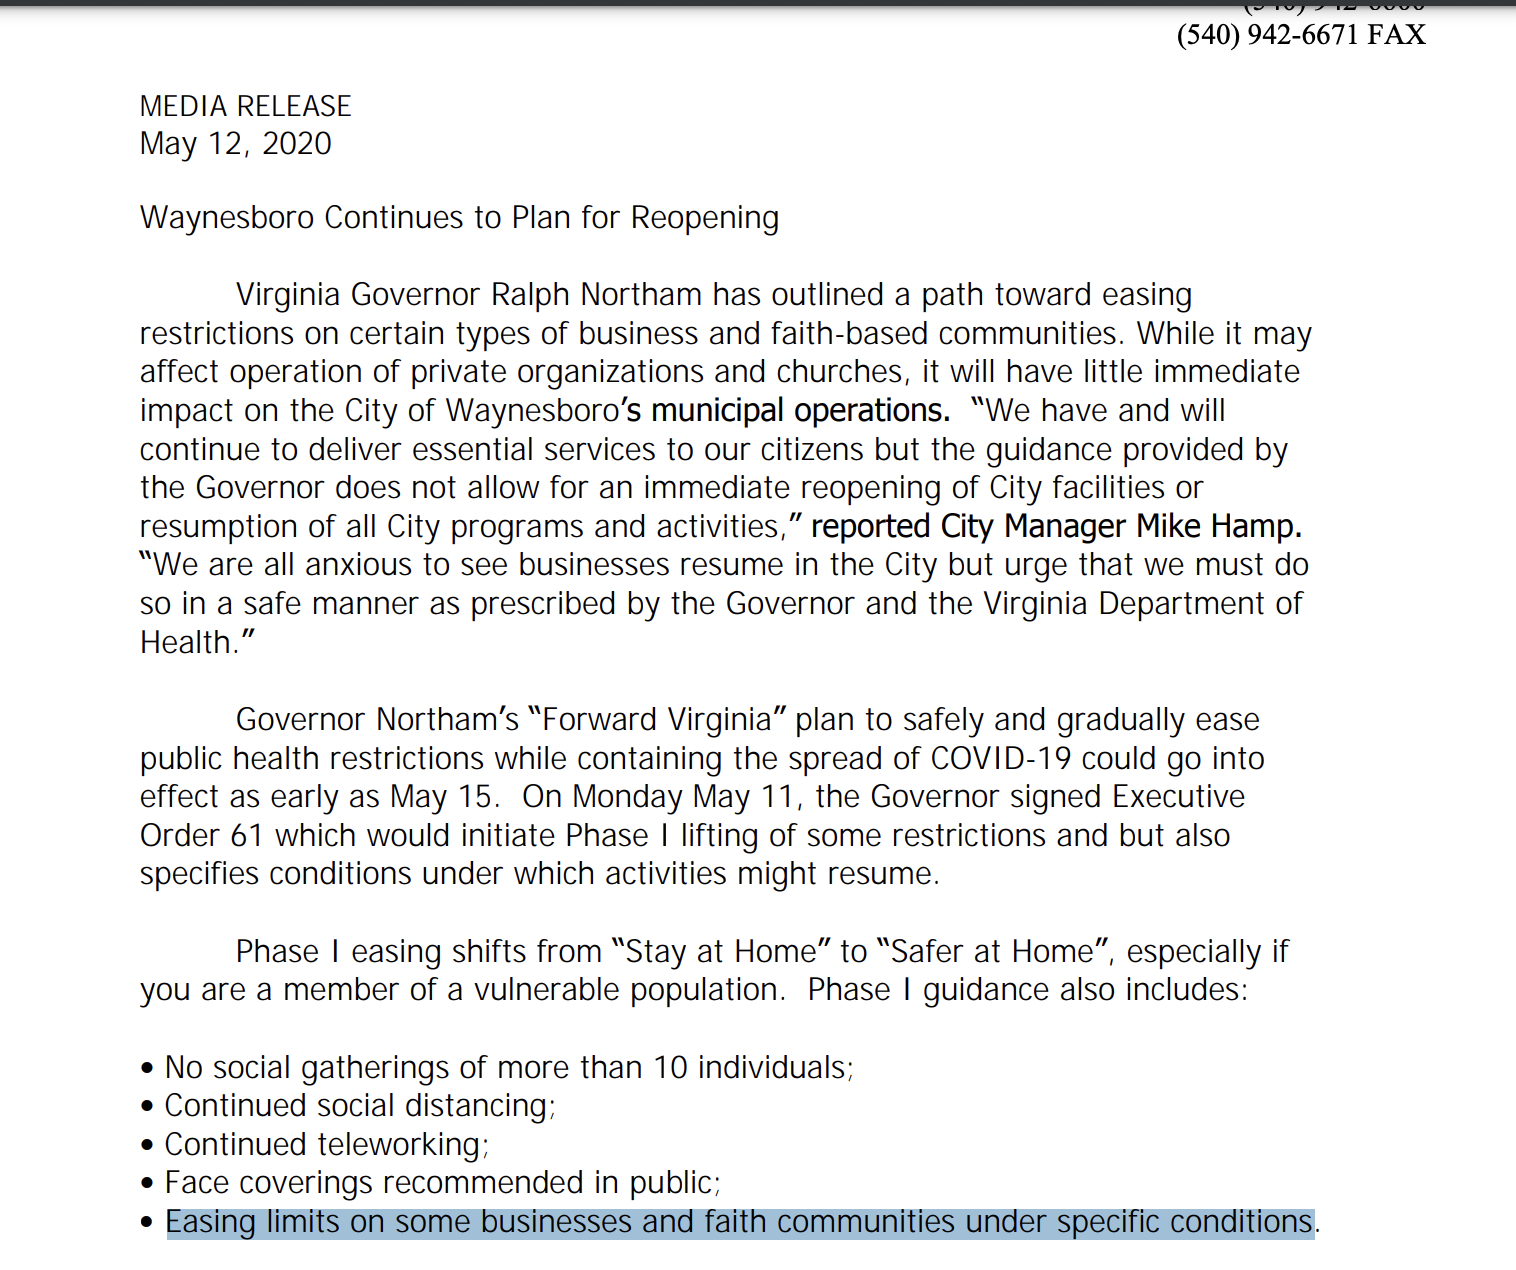 (540) 942-6671 FAX
MEDIA RELEASE
May 12, 2020
Waynesboro Continues to Plan for Reopening
Virginia Governor Ralph Northam has outlined a path toward easing
restrictions on certain types of business and faith-based communities. While it may
affect operation of private organizations and churches, it will have little immediate
impact on the City of Waynesboro’s municipal operations.  “We have and will
continue to deliver essential services to our citizens but the guidance provided by
the Governor does not allow for an immediate reopening of City facilities or
resumption of all City programs and activities,” reported City Manager Mike Hamp.
“We are all anxious to see businesses resume in the City but urge that we must do
so in a safe manner as prescribed by the Governor and the Virginia Department of
Health.”
Governor Northam’s “Forward Virginia” plan to safely and gradually ease
public health restrictions while containing the spread of COVID-19 could go into
effect as early as May 15.  On Monday May 11, the Governor signed Executive
Order 61 which would initiate Phase I lifting of some restrictions and but also
specifies conditions under which activities might resume.
Phase I easing shifts from “Stay at Home” to “Safer at Home”, especially if
you are a member of a vulnerable population.  Phase I guidance also includes:
• No social gatherings of more than 10 individuals;
• Continued social distancing;
• Continued teleworking;
• Face coverings recommended in public;
• Easing limits on some businesses and faith communities under specific conditions.